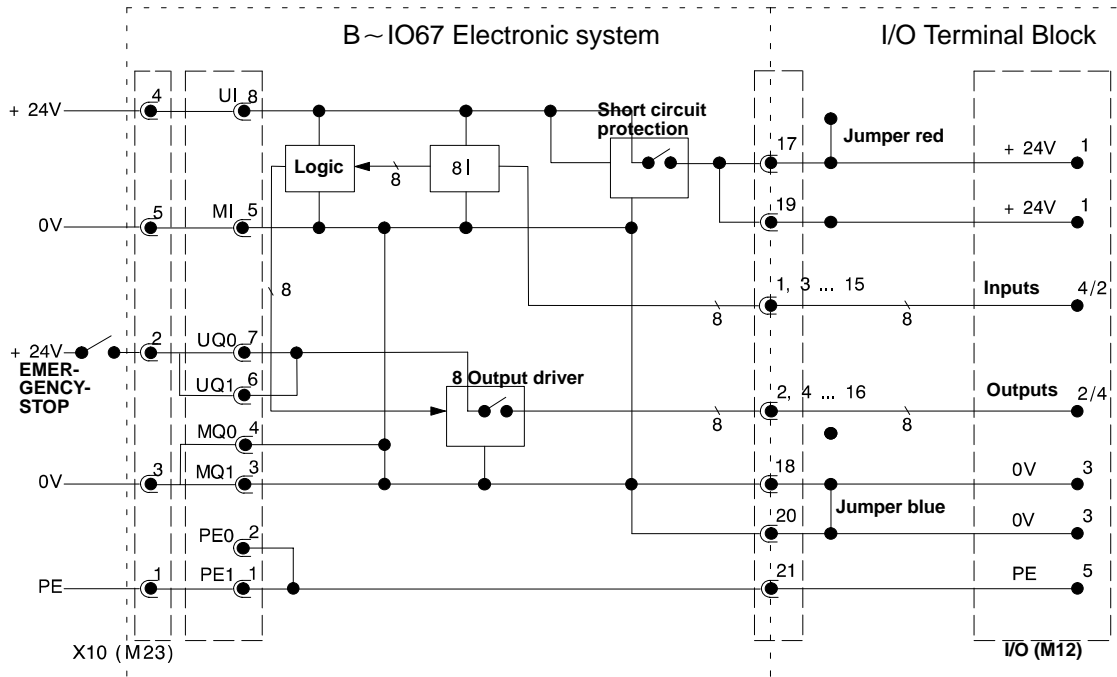 B~IO67 Electronic system
I/O Terminal Block
+ 24V
4
UI 8
Short circuit
protection
17
Jumper red
+ 24V
1
Logic
8
8I
0V
5
MI 5
19
+ 24V
1
8
1, 3 ... 15
8
8
Inputs
4/2
+ 24V
EMER-
GENCY-
STOP
2
UQ0 7
UQ1 6
8 Output driver
2, 4 ... 16
8
8
Outputs
2/4
MQ0 4
0V
3
MQ1 3
18
0V
3
Jumper blue
20
0V
3
PE0 2
PE
1
PE1 1
21
PE
5
X10 (M23)
I/O (M12)